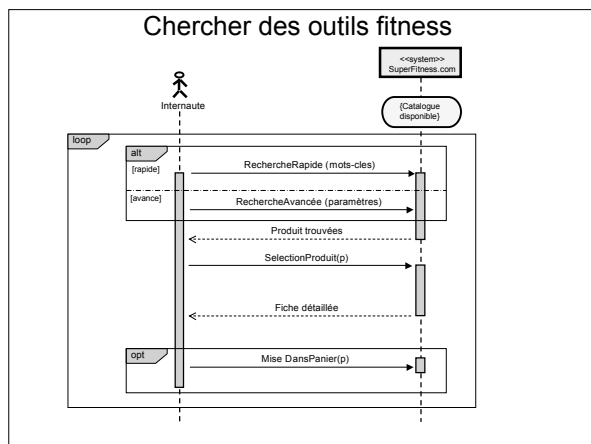 Chercher des outils fitness
<<system>>
SuperFitness.com
Internaute
{Catalogue
disponible}
loop
alt
[rapide]
RechercheRapide (mots-cles)
[avance]
RechercheAvancée (paramètres)
Produit trouvées
SelectionProduit(p)
Fiche détaillée
opt
Mise DansPanier(p)